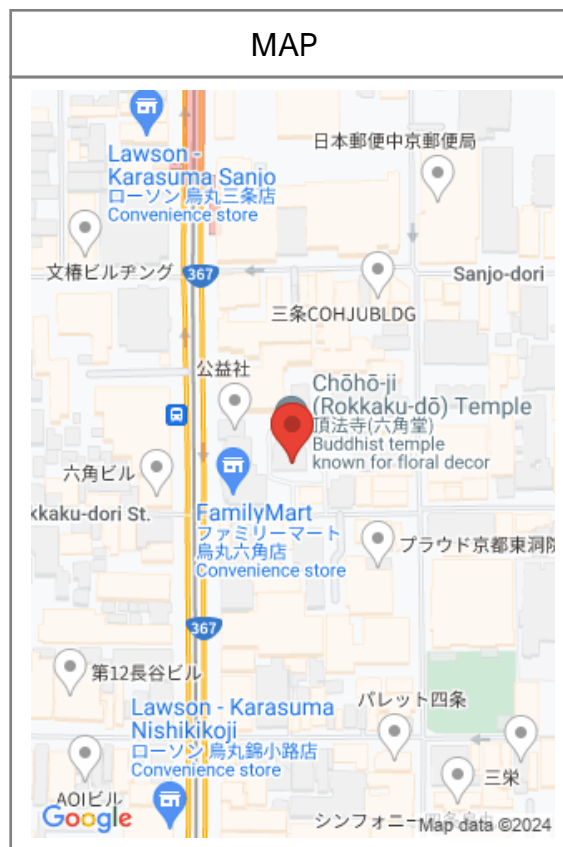 MAP
日本郵便中京郵便局
Lawson -
Karasuma Sanjo
ローソン 烏丸三条店
Convenience store
文椿ビルヂング
367
Sanjo-dori
三条COHJUBLDG
公益社
Chōhō-ji
(Rokkaku-dō) Temple
頂法寺(六角堂)
Buddhist temple
known for floral decor
六角ビル
kkaku-dori St.
FamilyMart
ファミリーマート
烏丸六角店
Convenience store
プラウド京都東洞院
367
第12長谷ビル
Lawson - Karasuma
Nishikikoji
ローソン 烏丸錦小路店
Convenience store
パレット四条
三栄
AOIビル
Google
シンフォニー
Map data ©2024